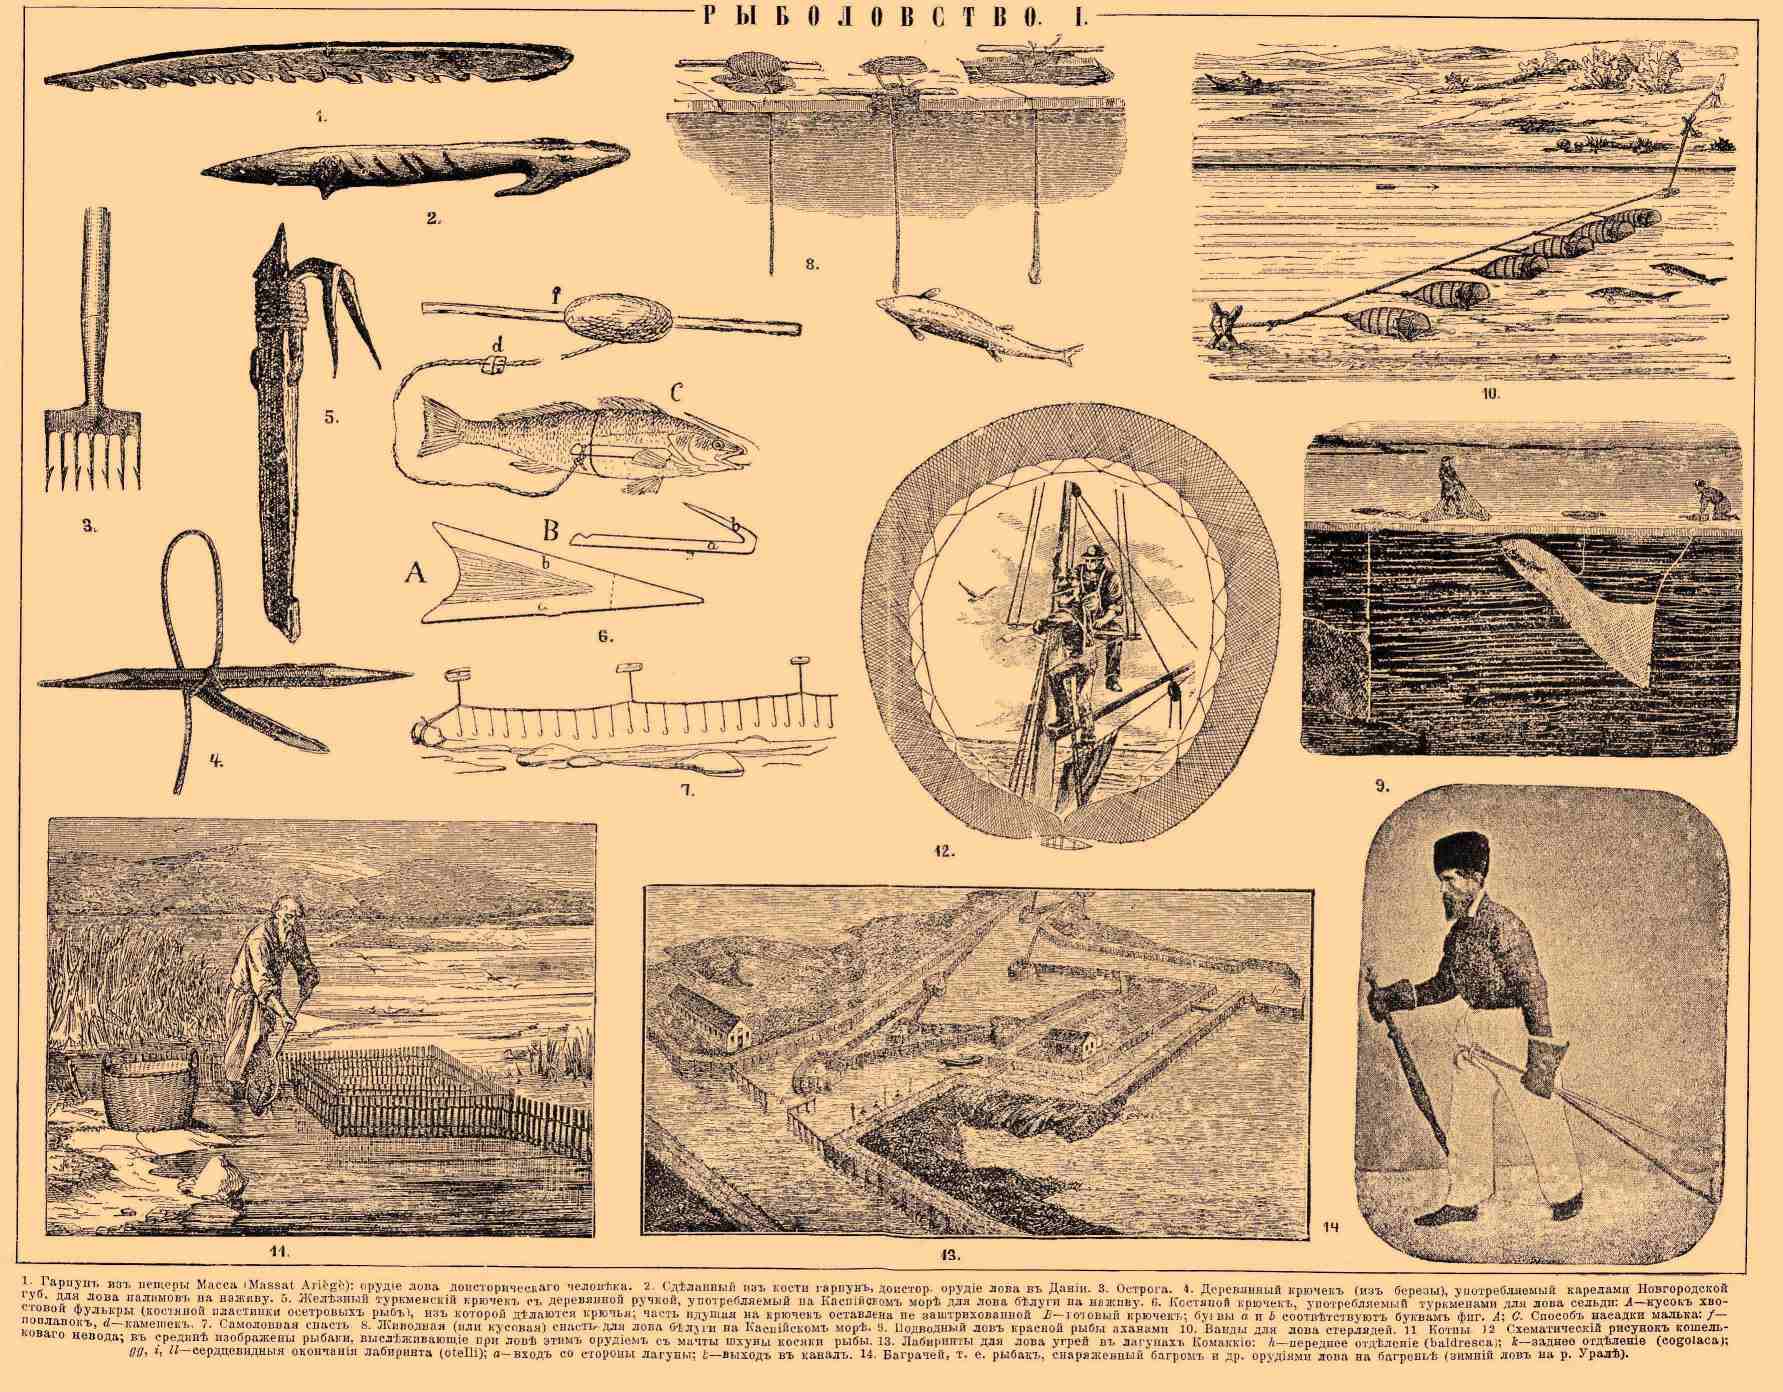 РЫБОЛОВСТВО. I.
1.
2.
3.
4.
5.
f
d
C
B
b
a
A
b
a
6.
7.
8.
9.
10.
11.
12.
13.
14
1. Гарпунъ изъ пещеры Масса (Massat Ariège): орудіе лова доисторическаго человѣка. 2. Сдѣланный изъ кости гарпунъ, доистор. орудіе лова въ Даніи. 3. Острога. 4. Деревянный крючекъ (изъ березы), употребляемый карелами Новгородской
губ. для лова налимовъ на наживу. 5. Желѣзный туркменскій крючекъ съ деревянной ручкой, употребляемый на Каспійскомъ морѣ для лова бѣлуги на наживу. 6. Костяной крючекъ, употребляемый туркменами для лова сельди: A—кусокъ хво-
стовой фулькры (костяной пластинки осетровыхъ рыбъ), изъ которой дѣлаются крючья; часть идущая на крючекъ оставлена не заштрихованной B—готовый крючекъ; буквы a и b соотвѣтствуютъ буквамъ фиг. A; C. Способъ насадки малька: f—
поплавокъ, d—камешекъ. 7. Самоловная снасть 8. Живодная (или кусовая) снасть для лова бѣлуги на Каспійскомъ морѣ. 9. Подводный ловъ красной рыбы аханами 10. Ванды для лова стерлядей. 11 Котцы 12 Схематическій рисунокъ кошель-
коваго невода; въ срединѣ изображены рыбаки, выслѣживающіе при ловѣ этимъ орудіемъ съ мачты шхуны косяки рыбы. 13. Лабиринты для лова угрей въ лагунахъ Комаккіо: h—переднее отдѣленіе (baldresca); k—заднее отдѣленіе (cogolaca);
gg, i, ll—сердцевидныя окончанія лабиринта (otelli); a—входъ со стороны лагуны; t—выходъ въ каналъ. 14. Баграчей, т. е. рыбакъ, снаряженный багромъ и др. орудіями лова на багреньѣ (зимній ловъ на р. Уралѣ).